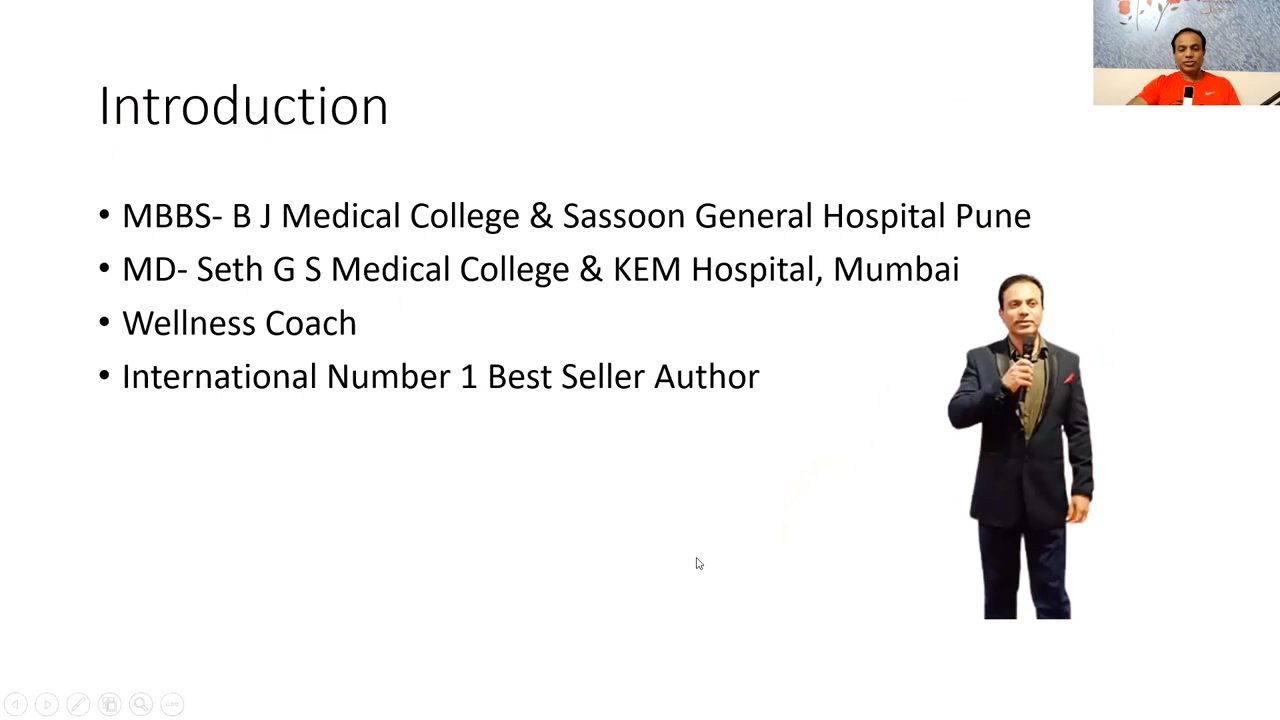 Introduction
• MBBS- B J Medical College & Sassoon General Hospital Pune
• MD- Seth G S Medical College & KEM Hospital, Mumbai
• Wellness Coach
• International Number 1 Best Seller Author